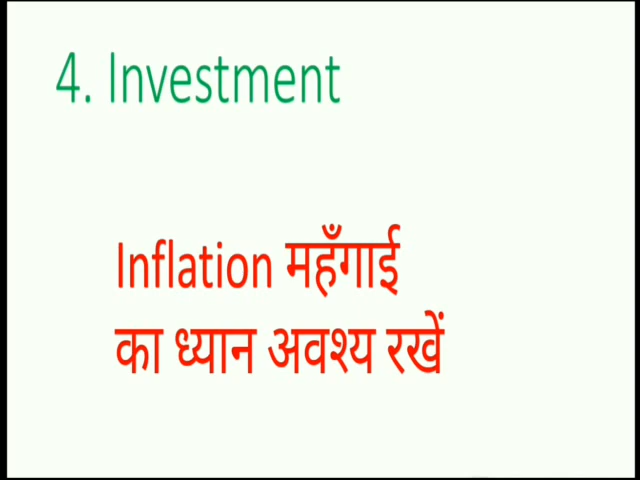 4. Investment
Inflation महँगाई
का ध्यान अवश्य रखें